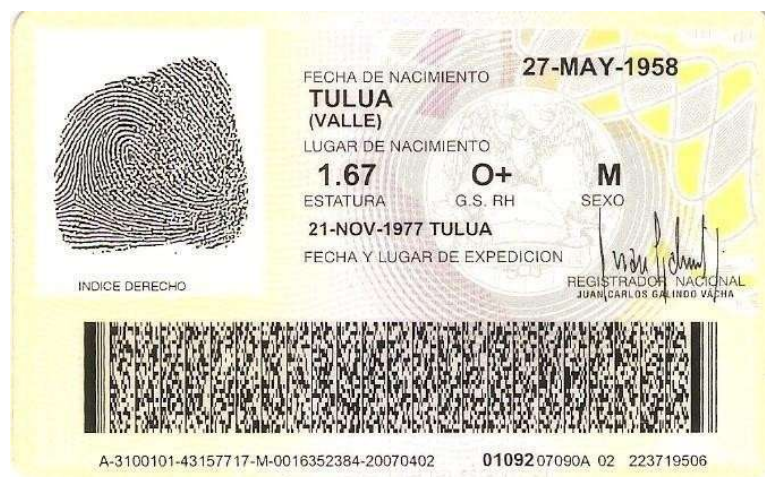 27-MAY-1958
FECHA DE NACIMIENTO
TULUA
(VALLE)
LUGAR DE NACIMIENTO
1.67 O+ M
ESTATURA G.S. RH SEXO
21-NOV-1977 TULUA
FECHA Y LUGAR DE EXPEDICION
INDICE DERECHO
REGISTRADOR NACIONAL
JUAN CARLOS GALINDO VACHA
A-3100101-43157717-M-0016352384-20070402 0109207090A 02 223719506